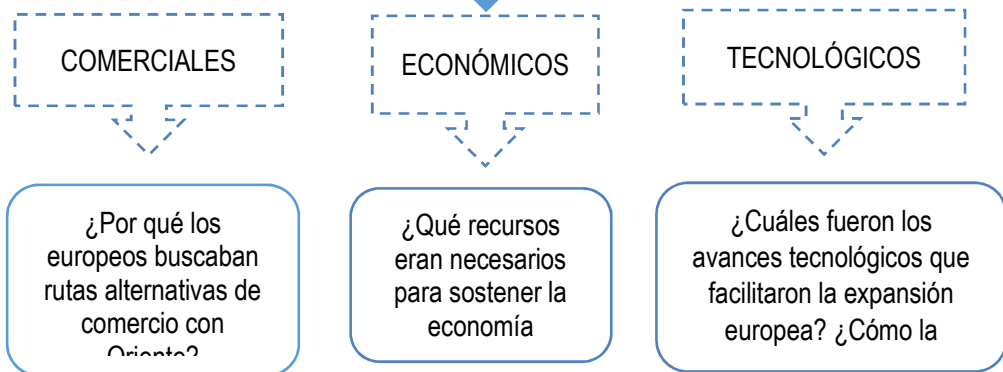 COMERCIALES
ECONÓMICOS
TECNOLÓGICOS
¿Por qué los
europeos buscaban
rutas alternativas de
comercio con
Oriente?
¿Qué recursos
eran necesarios
para sostener la
economía
¿Cuáles fueron los
avances tecnológicos que
facilitaron la expansión
europea? ¿Cómo la